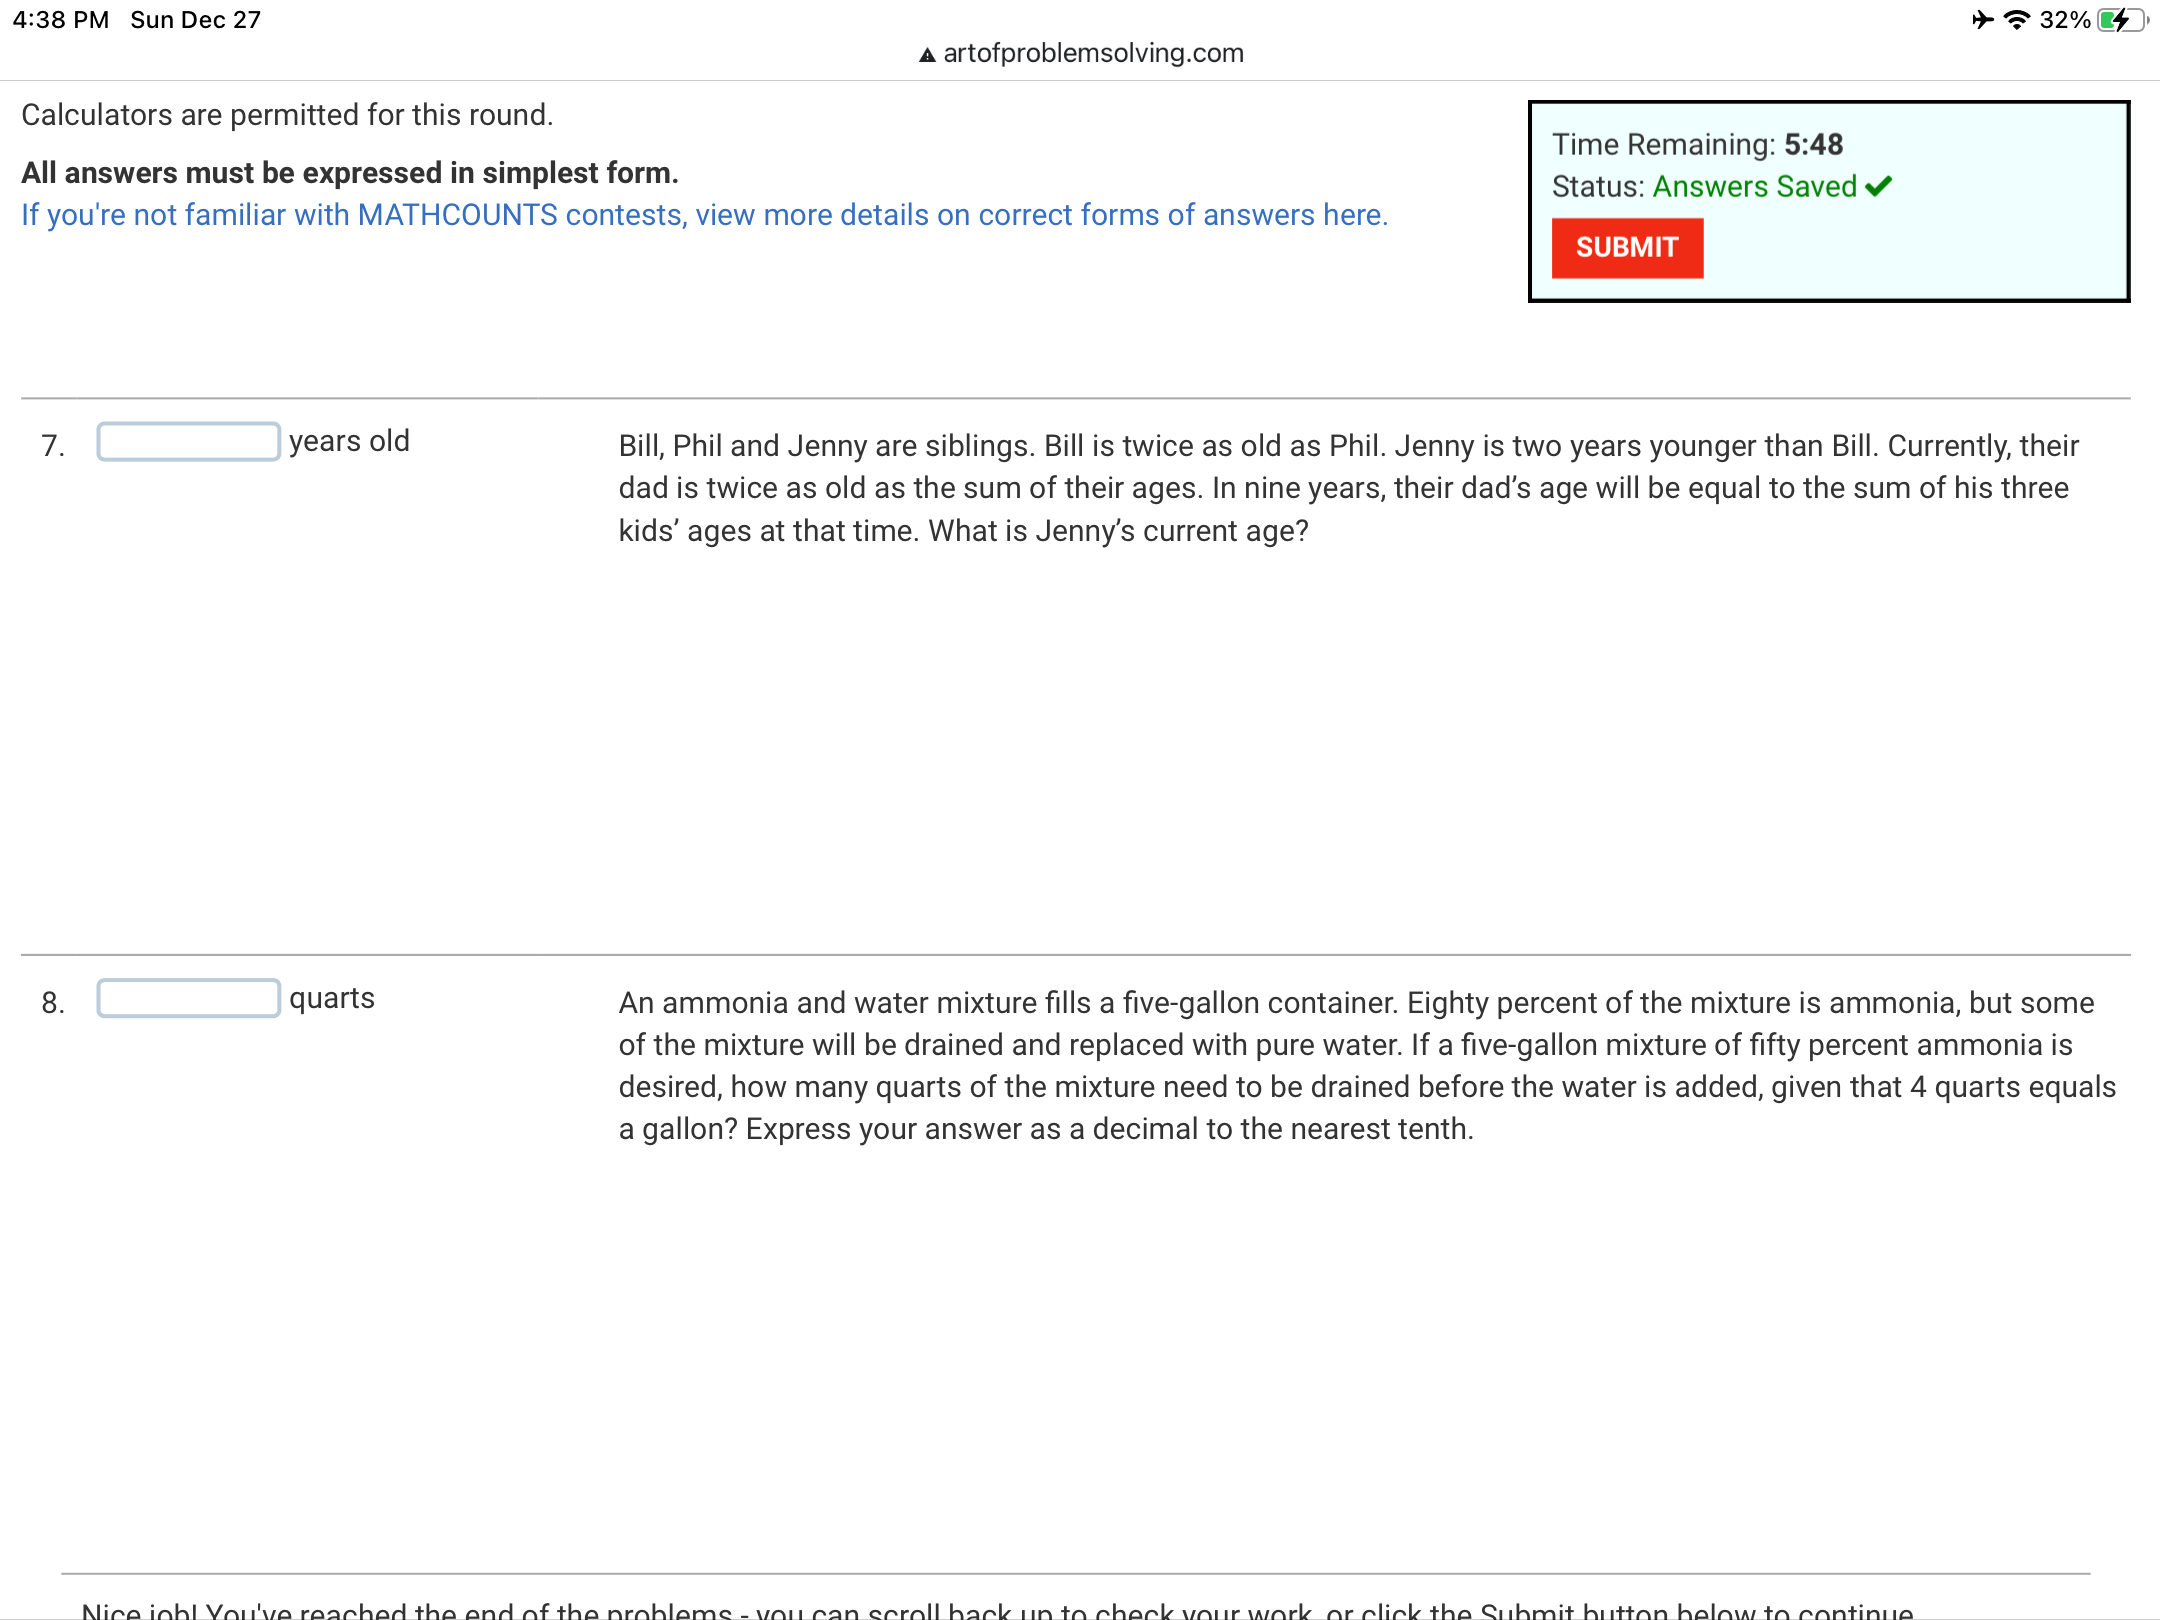 4:38 PM Sun Dec 27
32%
artofproblemsolving.com
Calculators are permitted for this round.
All answers must be expressed in simplest form.
If you're not familiar with MATHCOUNTS contests, view more details on correct forms of answers here.
Time Remaining: 5:48
Status: Answers Saved
SUBMIT
7. years old
Bill, Phil and Jenny are siblings. Bill is twice as old as Phil. Jenny is two years younger than Bill. Currently, their
dad is twice as old as the sum of their ages. In nine years, their dad’s age will be equal to the sum of his three
kids’ ages at that time. What is Jenny’s current age?
8. quarts
An ammonia and water mixture fills a five-gallon container. Eighty percent of the mixture is ammonia, but some
of the mixture will be drained and replaced with pure water. If a five-gallon mixture of fifty percent ammonia is
desired, how many quarts of the mixture need to be drained before the water is added, given that 4 quarts equals
a gallon? Express your answer as a decimal to the nearest tenth.
Nice job! You've reached the end of the problems - you can scroll back up to check your work, or click the Submit button below to continue